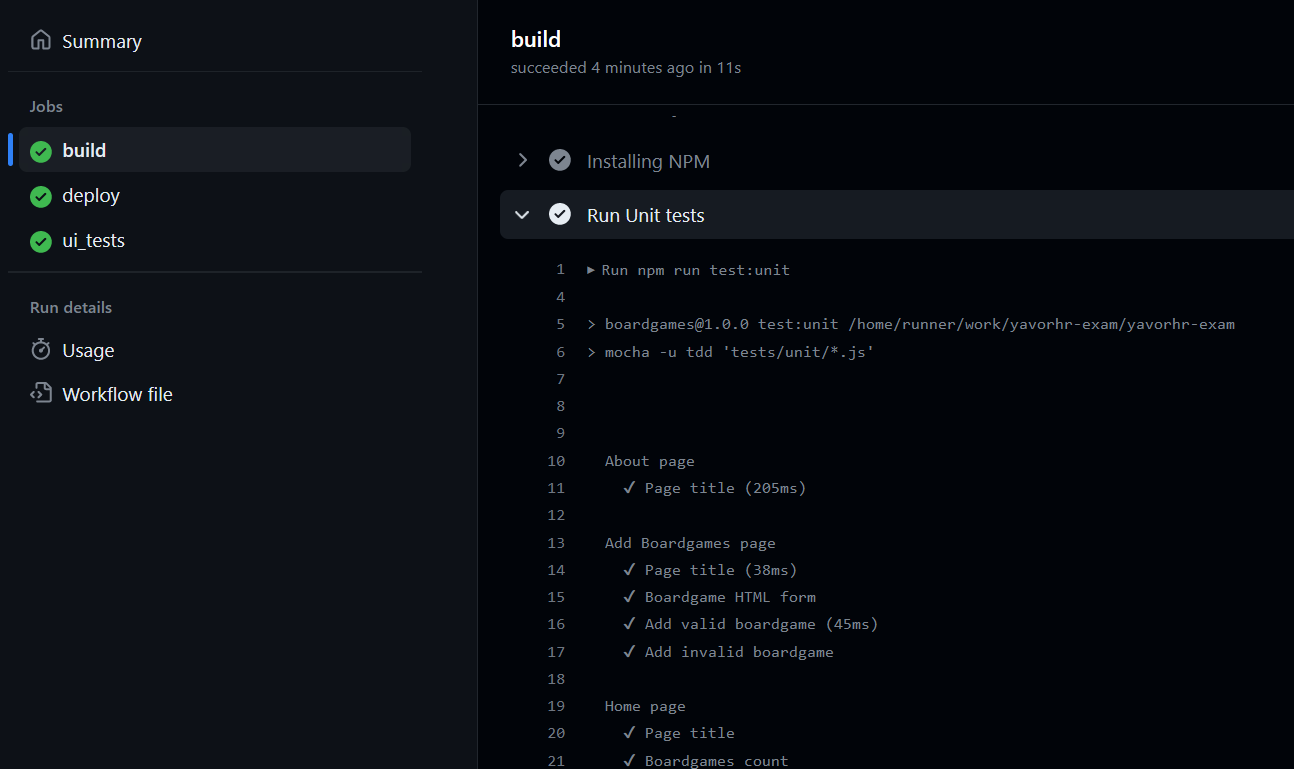 Summary
Jobs
build
deploy
ui_tests
Run details
Usage
Workflow file
build
succeeded 4 minutes ago in 11s
Installing NPM
Run Unit tests
1 ▶ Run npm run test:unit
4
5 > boardgames@1.0.0 test:unit /home/runner/work/yavorhr-exam/yavorhr-exam
6 > mocha -u tdd 'tests/unit/*.js'
7
8
9
10 About page
11 ✓ Page title (205ms)
12
13 Add Boardgames page
14 ✓ Page title (38ms)
15 ✓ Boardgame HTML form
16 ✓ Add valid boardgame (45ms)
17 ✓ Add invalid boardgame
18
19 Home page
20 ✓ Page title
21 ✓ Boardgames count